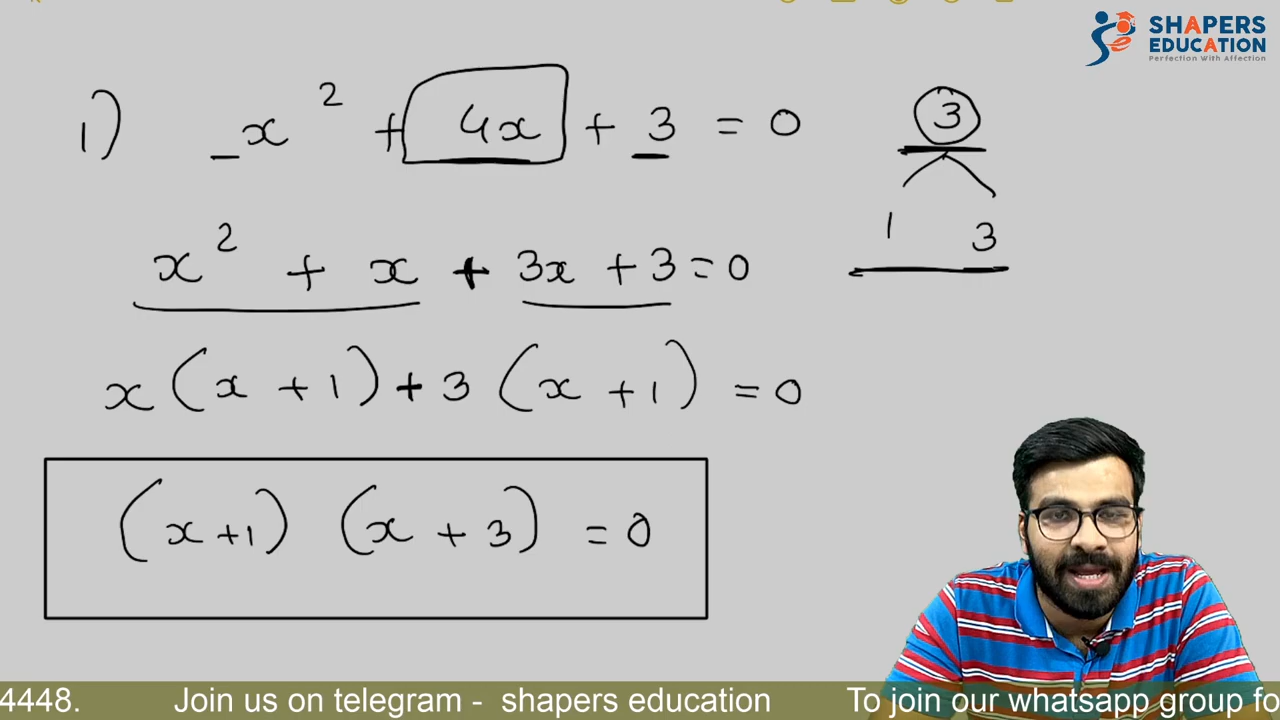 SHAPERS
EDUCATION
Perfection With Affection
1) x² + 4x + 3 = 0
3
1 3
x² + x + 3x + 3 = 0
x(x + 1) + 3(x + 1) = 0
(x+1) (x + 3) = 0
4448. Join us on telegram - shapers education To join our whatsapp group fo